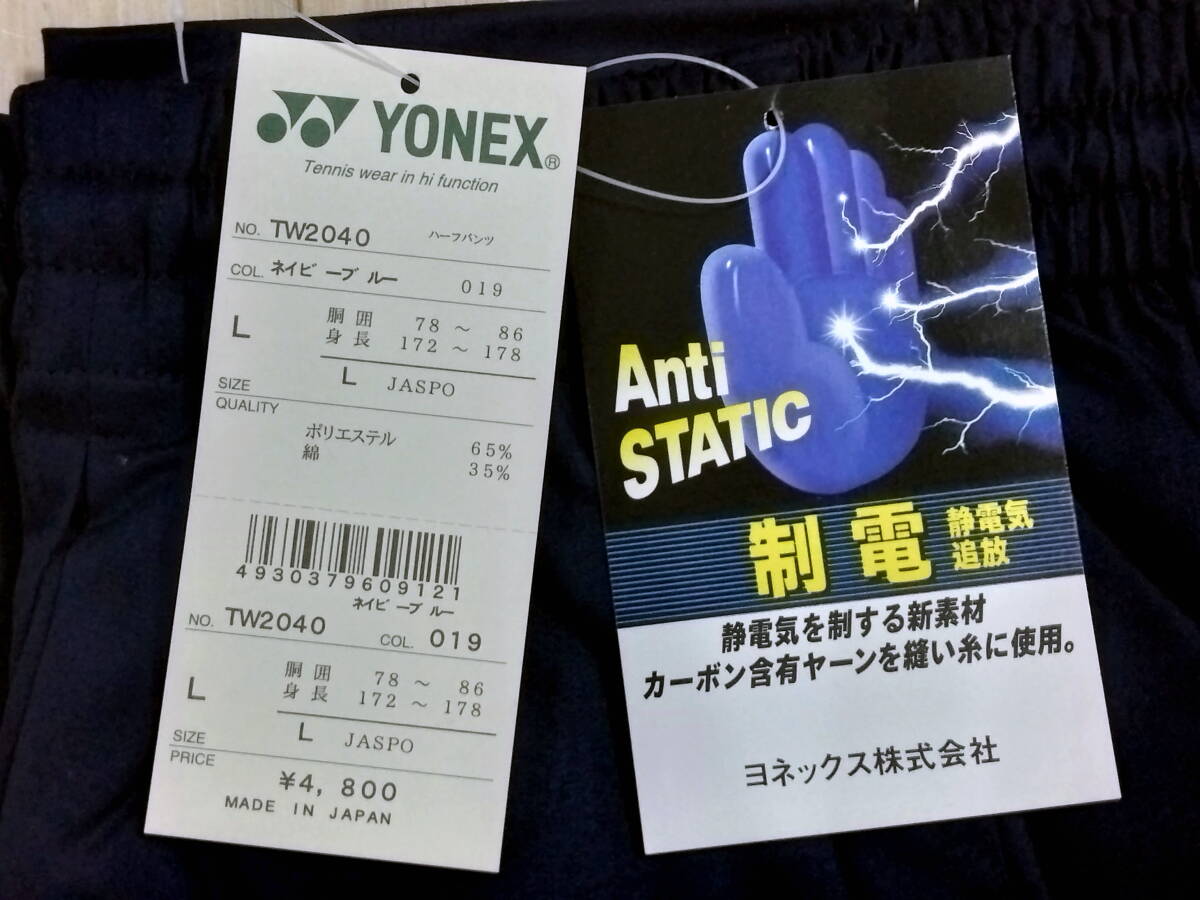 YONEX®
Tennis wear in hi function
NO. TW2040 ハーフパンツ
COL. ネイビーブルー 019
L 胴囲 78 ～ 86
身長 172 ～ 178
L JASPO
SIZE
QUALITY
ポリエステル 65%
綿 35%
4930379609121
ネイビーブルー
NO. TW2040 COL. 019
L 胴囲 78 ～ 86
身長 172 ～ 178
L JASPO
SIZE
PRICE
¥4,800
MADE IN JAPAN
Anti
STATIC
制電 静電気
追放
静電気を制する新素材
カーボン含有ヤーンを縫い糸に使用。
ヨネックス株式会社